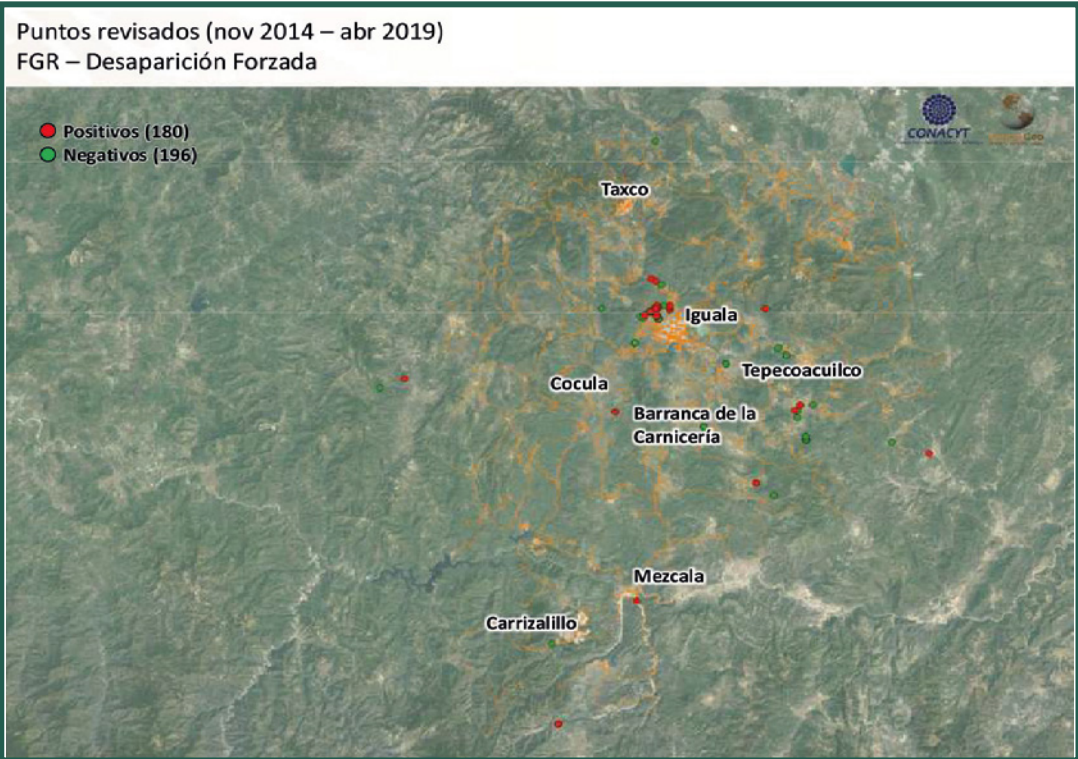 Puntos revisados (nov 2014 – abr 2019)
FGR – Desaparición Forzada
Positivos (180)
Negativos (196)
CONACYT
Taxco
Iguala
Tepecoacuilco
Cocula
Barranca de la
Carnicería
Mezcala
Carrizalillo